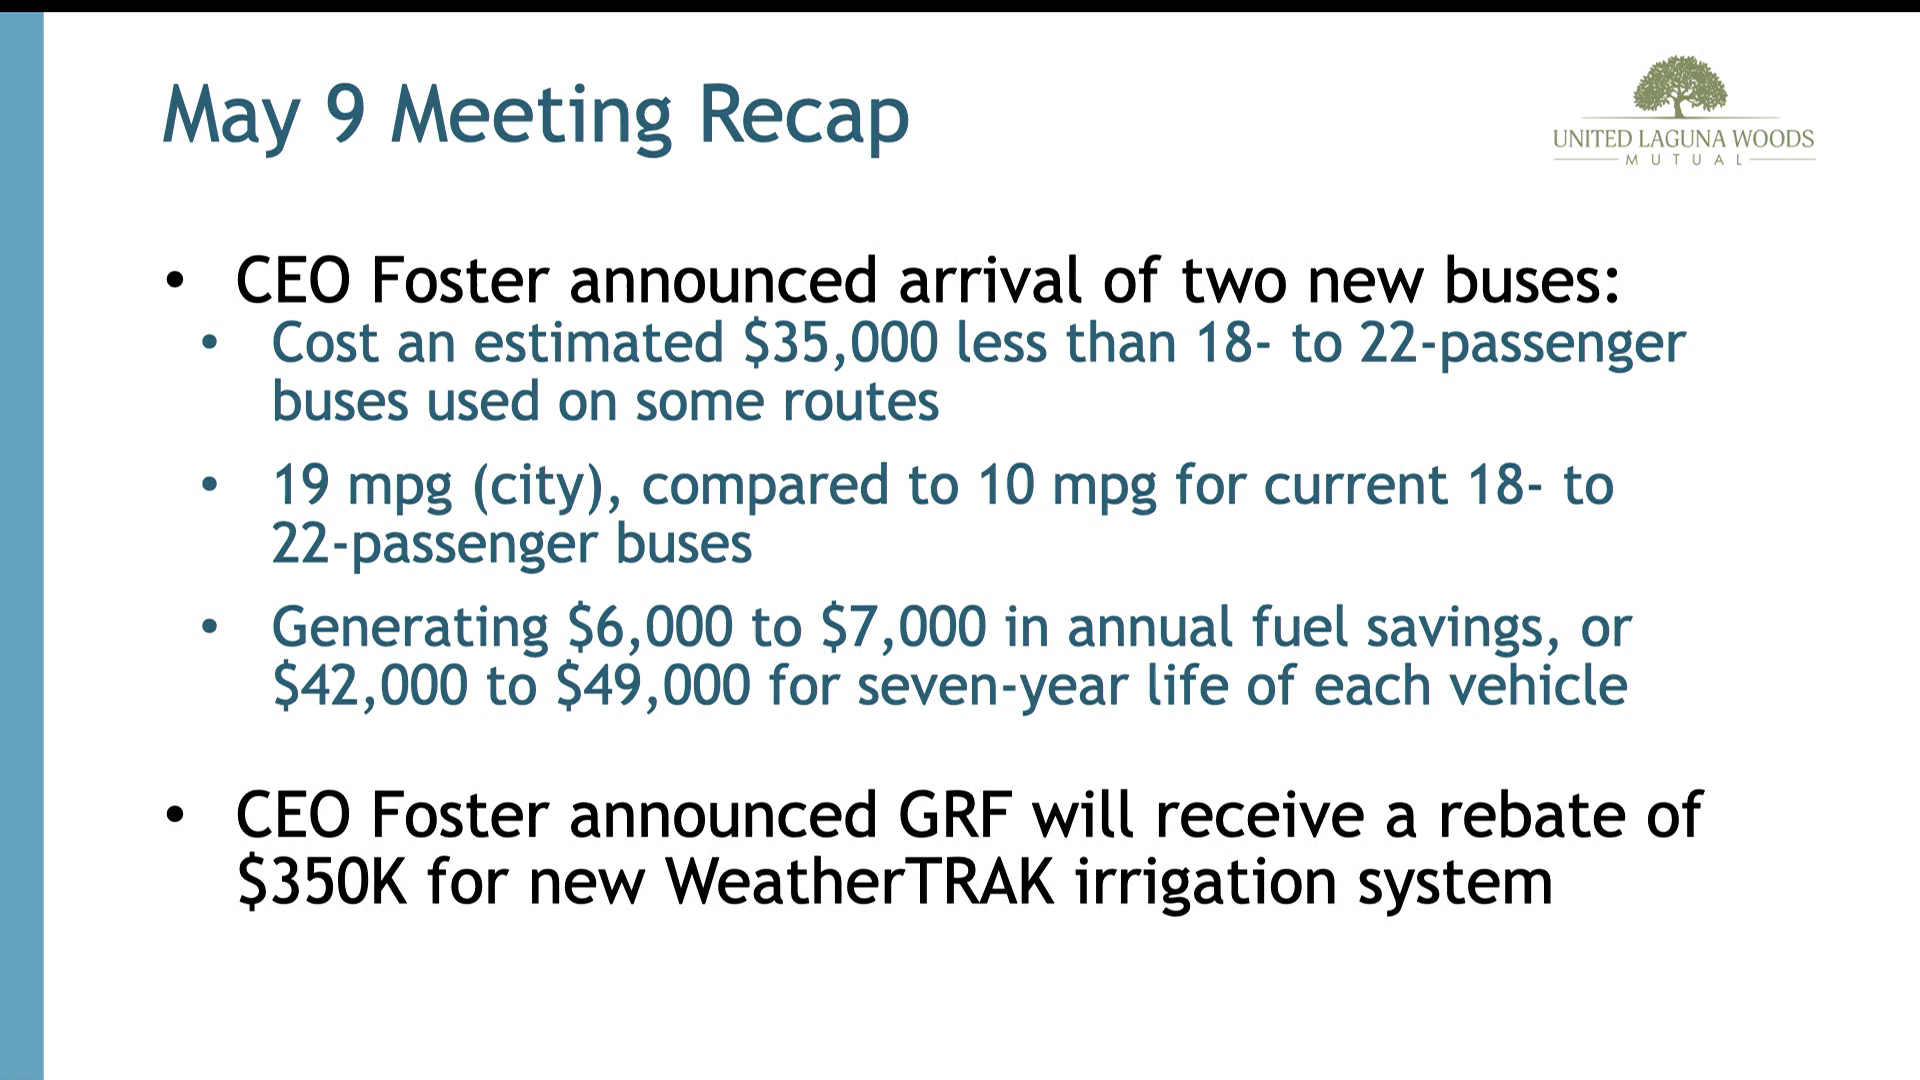 May 9 Meeting Recap
UNITED LAGUNA WOODS
MUTUAL
• CEO Foster announced arrival of two new buses:
• Cost an estimated $35,000 less than 18- to 22-passenger
buses used on some routes
• 19 mpg (city), compared to 10 mpg for current 18- to
22-passenger buses
• Generating $6,000 to $7,000 in annual fuel savings, or
$42,000 to $49,000 for seven-year life of each vehicle
• CEO Foster announced GRF will receive a rebate of
$350K for new WeatherTRAK irrigation system